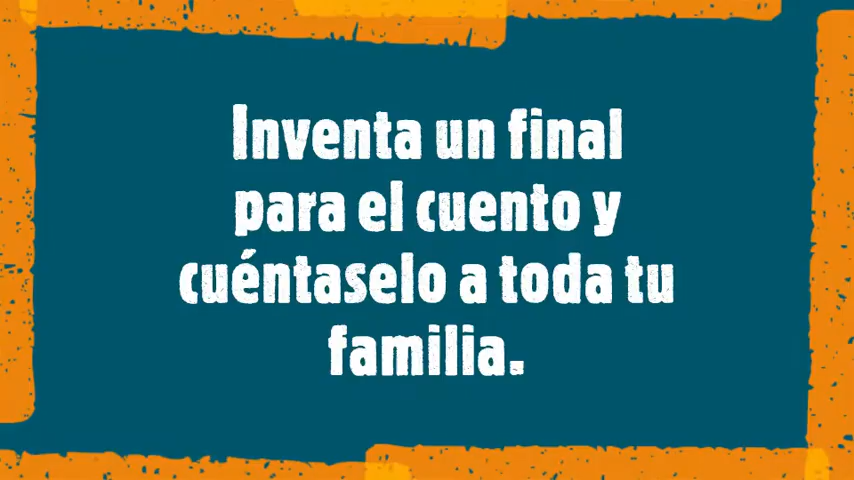 Inventa un final
para el cuento y
cuéntaselo a toda tu
familia.